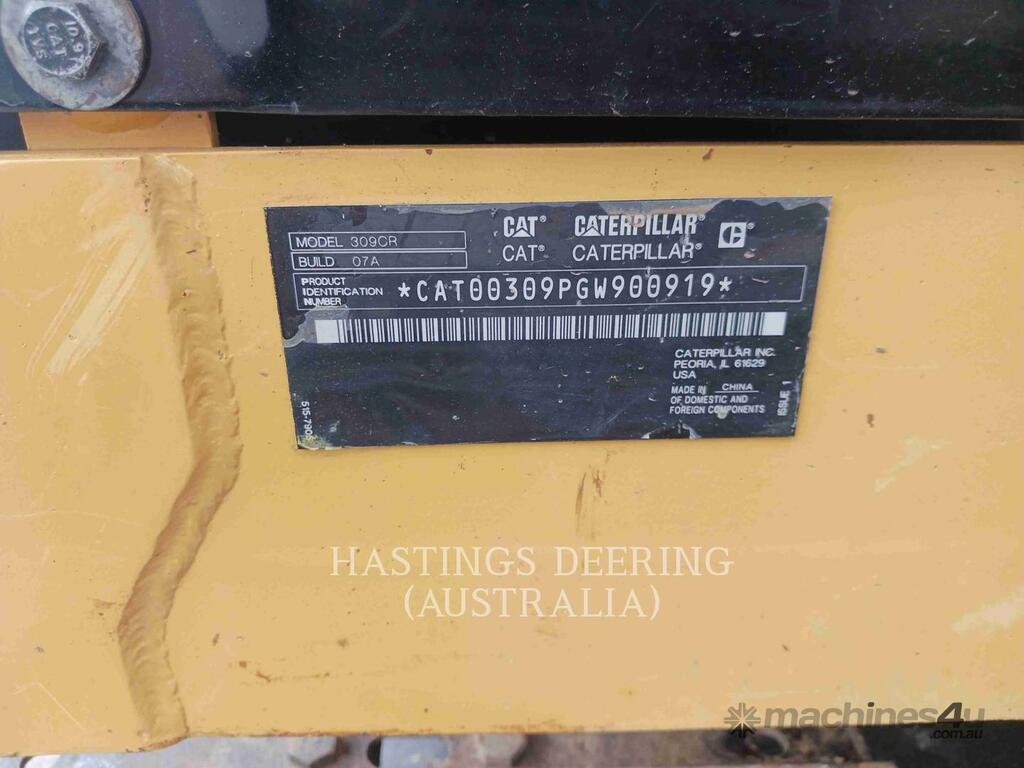 CAT® CATERPILLAR®
CAT® CATERPILLAR®
MODEL 309CR
BUILD 07A
PRODUCT
IDENTIFICATION
NUMBER
*CAT00309PGW900919*
CATERPILLAR INC.
PEORIA, IL 61629
USA
MADE IN CHINA
OF DOMESTIC AND
FOREIGN COMPONENTS
ISSUE 1
HASTINGS DEERING
(AUSTRALIA)
machines4u
.com.au